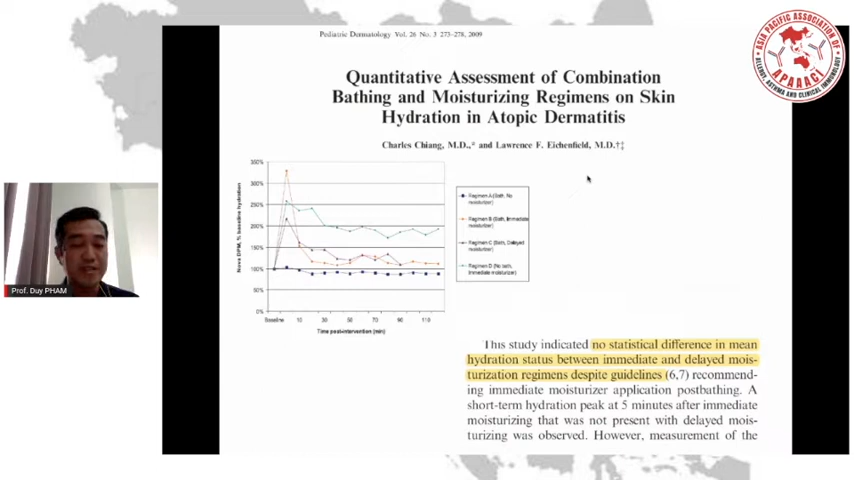 Pediatric Dermatology Vol. 26 No. 3 273–278, 2009
ASIA PACIFIC ASSOCIATION OF
ALLERGY, ASTHMA AND CLINICAL IMMUNOLOGY
APAAACI
Quantitative Assessment of Combination
Bathing and Moisturizing Regimens on Skin
Hydration in Atopic Dermatitis
Charles Chiang, M.D.,* and Lawrence F. Eichenfield, M.D.†‡
350%
300%
250%
200%
150%
100%
50%
0%
Nova DPM, % baseline hydration
Baseline 10 30 50 70 90 110
Time post-intervention (min)
Regimen A (Bath, No
moisturizer)
Regimen B (Bath, Immediate
moisturizer)
Regimen C (Bath, Delayed
moisturizer)
Regimen D (No bath,
Immediate moisturizer)
Prof. Duy PHAM
This study indicated no statistical difference in mean
hydration status between immediate and delayed mois-
turization regimens despite guidelines (6,7) recommend-
ing immediate moisturizer application postbathing. A
short-term hydration peak at 5 minutes after immediate
moisturizing that was not present with delayed mois-
turizing was observed. However, measurement of the